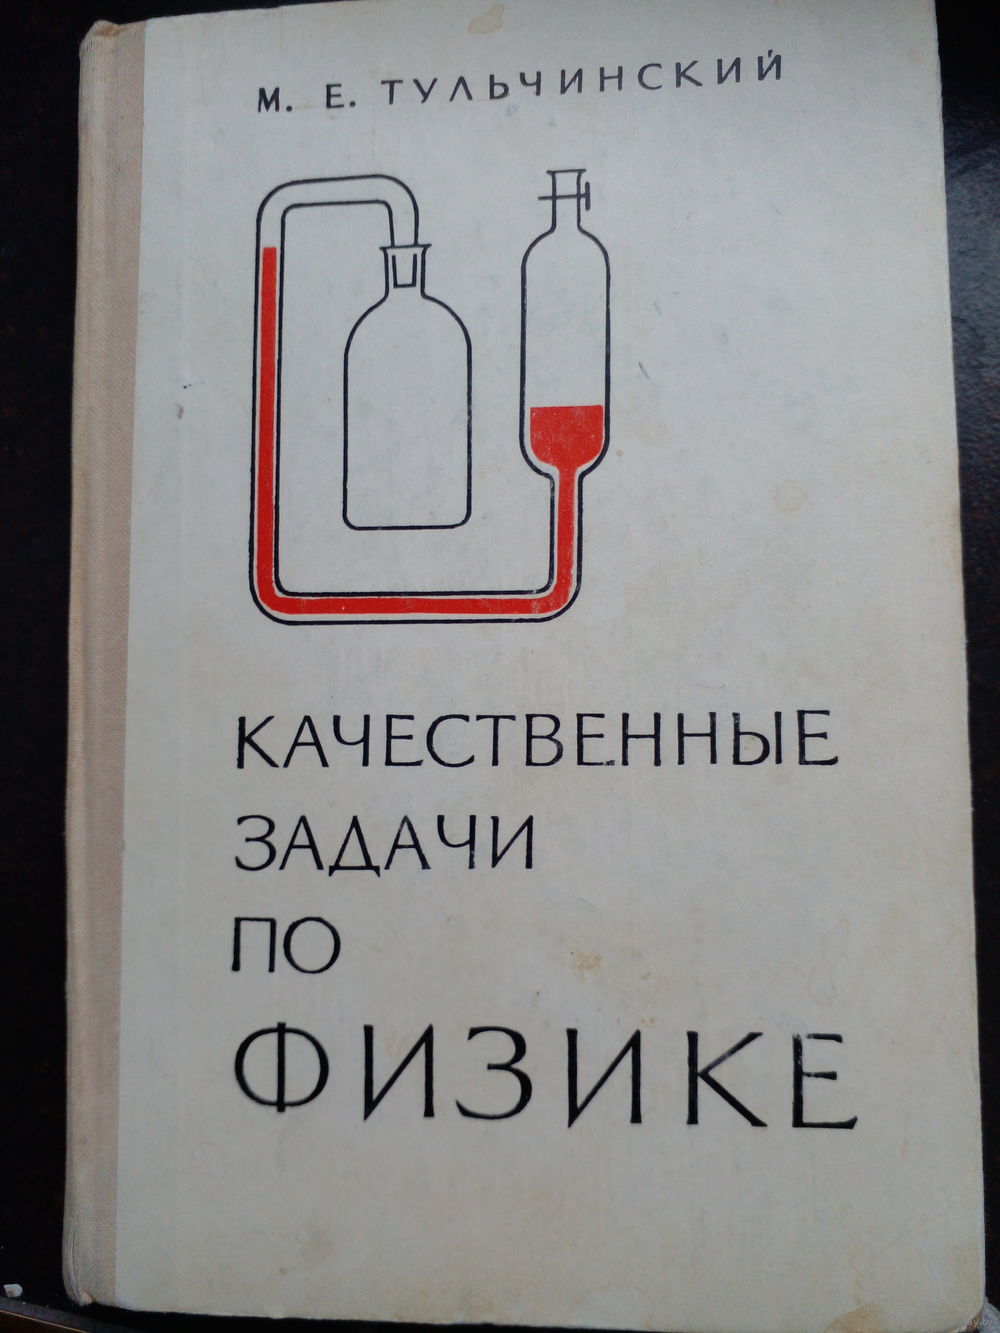 М. Е. ТУЛЬЧИНСКИЙ
КАЧЕСТВЕННЫЕ
ЗАДАЧИ
ПО
ФИЗИКЕ